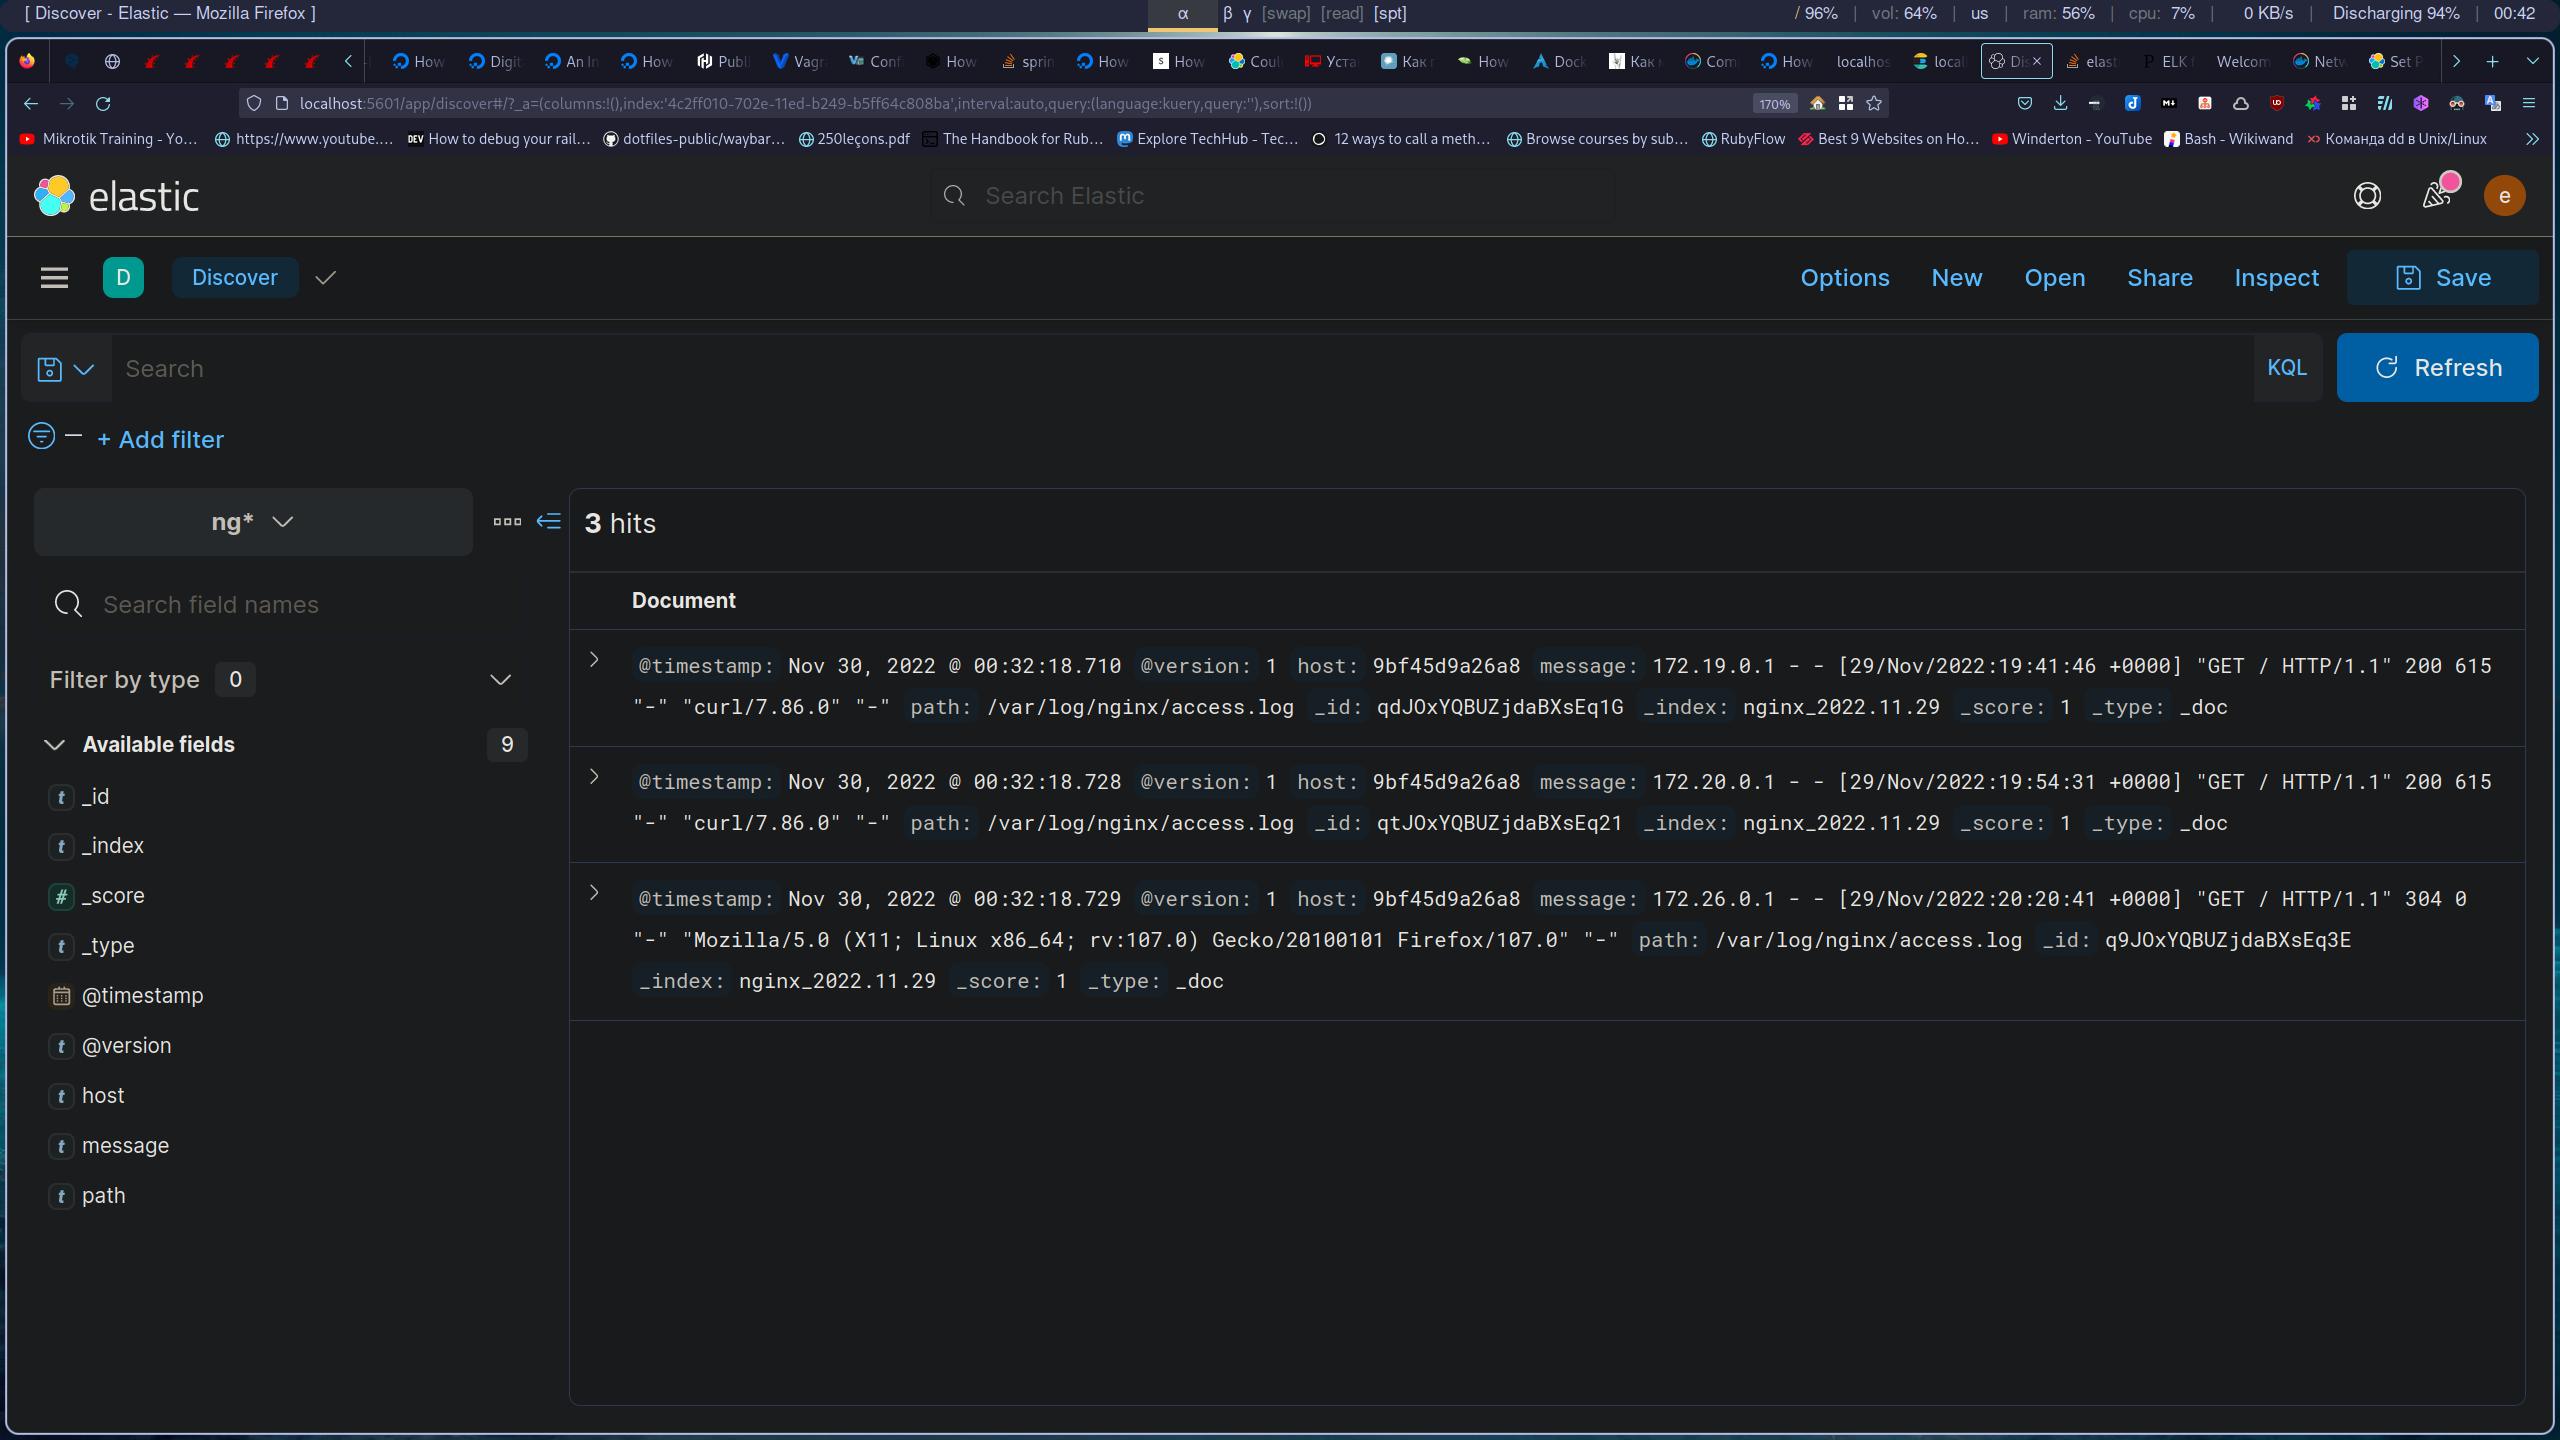 [ Discover - Elastic — Mozilla Firefox ]
α β γ [swap] [read] [spt]
/ 96% | vol: 64% | us | ram: 56% | cpu: 7% | 0 KB/s | Discharging 94% | 00:42
How Digit An In How Publ Vagr Conf How sprin How How Coul Уста Как How Dock Как Com How localhos local Dis elast ELK Welcom Netw Set P
localhost:5601/app/discover#/?_a=(columns:!(),index:'4c2ff010-702e-11ed-b249-b5ff64c808ba',interval:auto,query:(language:kuery,query:''),sort:!())
170%
Mikrotik Training - Yo… https://www.youtube.… How to debug your rail… dotfiles-public/waybar… 250leçons.pdf The Handbook for Rub… Explore TechHub - Tec… 12 ways to call a meth… Browse courses by sub… RubyFlow Best 9 Websites on Ho… Winderton - YouTube Bash - Wikiwand Команда dd в Unix/Linux
elastic
Search Elastic
e
D Discover
Options New Open Share Inspect Save
Search
KQL
Refresh
+ Add filter
ng*
3 hits
Search field names
Document
Filter by type 0
Available fields 9
t _id
t _index
# _score
t _type
@timestamp
t @version
t host
t message
t path
@timestamp: Nov 30, 2022 @ 00:32:18.710 @version: 1 host: 9bf45d9a26a8 message: 172.19.0.1 - - [29/Nov/2022:19:41:46 +0000] "GET / HTTP/1.1" 200 615
"-" "curl/7.86.0" "-" path: /var/log/nginx/access.log _id: qdJOxYQBUZjdaBXsEq1G _index: nginx_2022.11.29 _score: 1 _type: _doc
@timestamp: Nov 30, 2022 @ 00:32:18.728 @version: 1 host: 9bf45d9a26a8 message: 172.20.0.1 - - [29/Nov/2022:19:54:31 +0000] "GET / HTTP/1.1" 200 615
"-" "curl/7.86.0" "-" path: /var/log/nginx/access.log _id: qtJOxYQBUZjdaBXsEq21 _index: nginx_2022.11.29 _score: 1 _type: _doc
@timestamp: Nov 30, 2022 @ 00:32:18.729 @version: 1 host: 9bf45d9a26a8 message: 172.26.0.1 - - [29/Nov/2022:20:20:41 +0000] "GET / HTTP/1.1" 304 0
"-" "Mozilla/5.0 (X11; Linux x86_64; rv:107.0) Gecko/20100101 Firefox/107.0" "-" path: /var/log/nginx/access.log _id: q9JOxYQBUZjdaBXsEq3E
_index: nginx_2022.11.29 _score: 1 _type: _doc